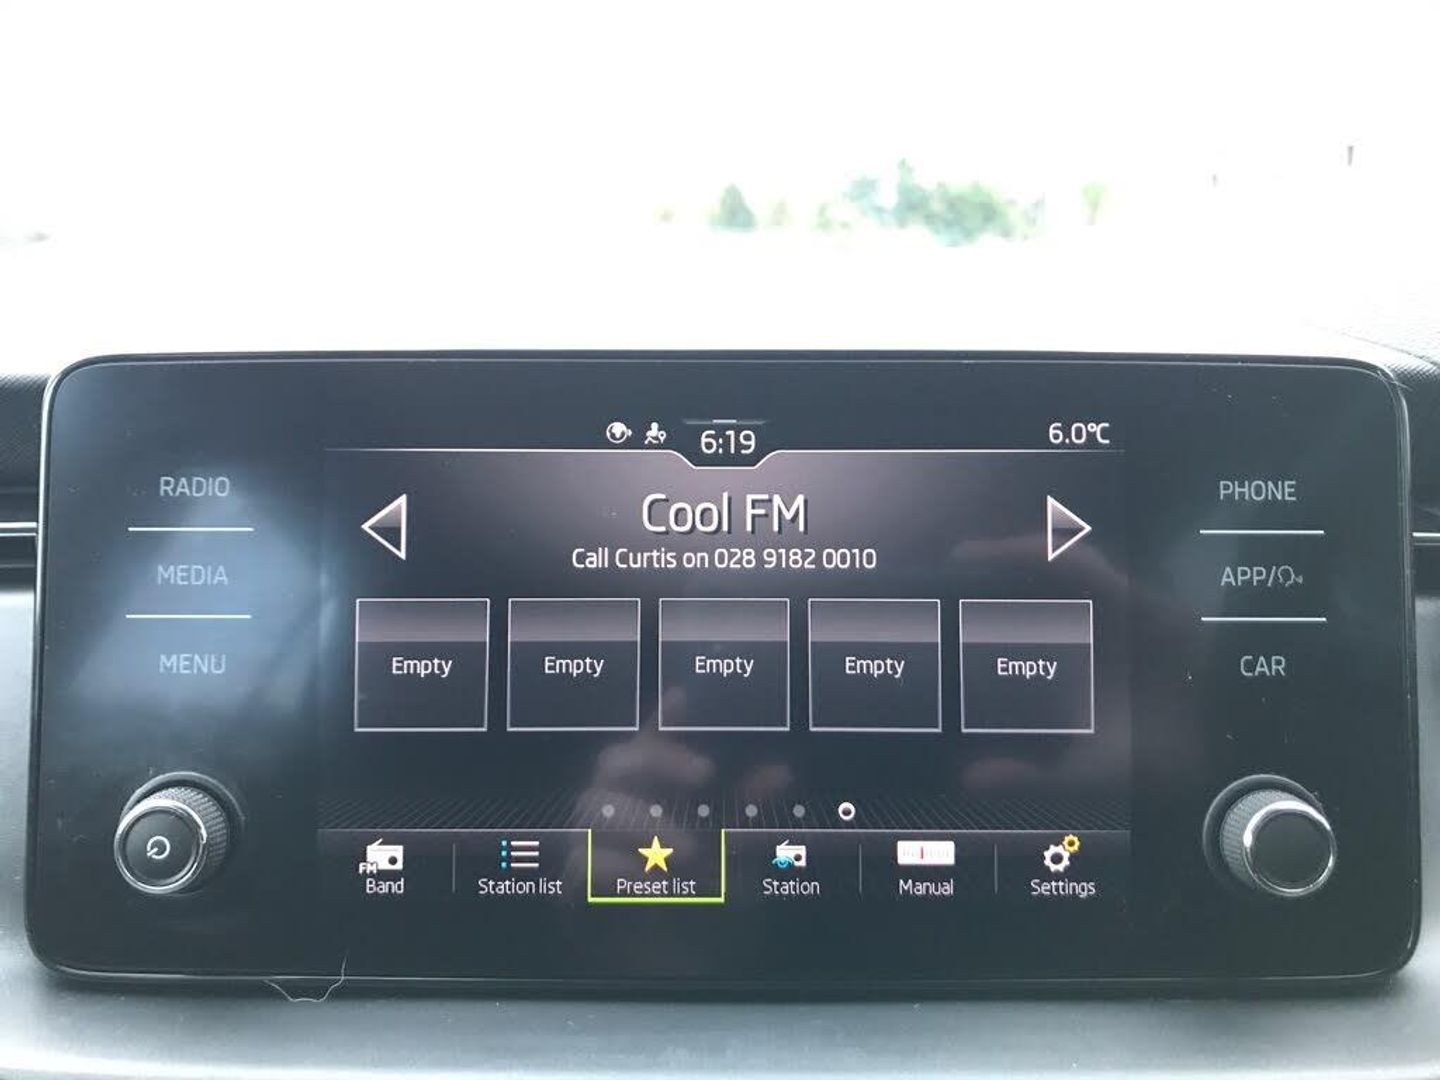 6:19
6.0°C
RADIO
MEDIA
MENU
Cool FM
Call Curtis on 028 9182 0010
Empty
Empty
Empty
Empty
Empty
FM
Band
Station list
Preset list
Station
Manual
Settings
PHONE
APP/
CAR